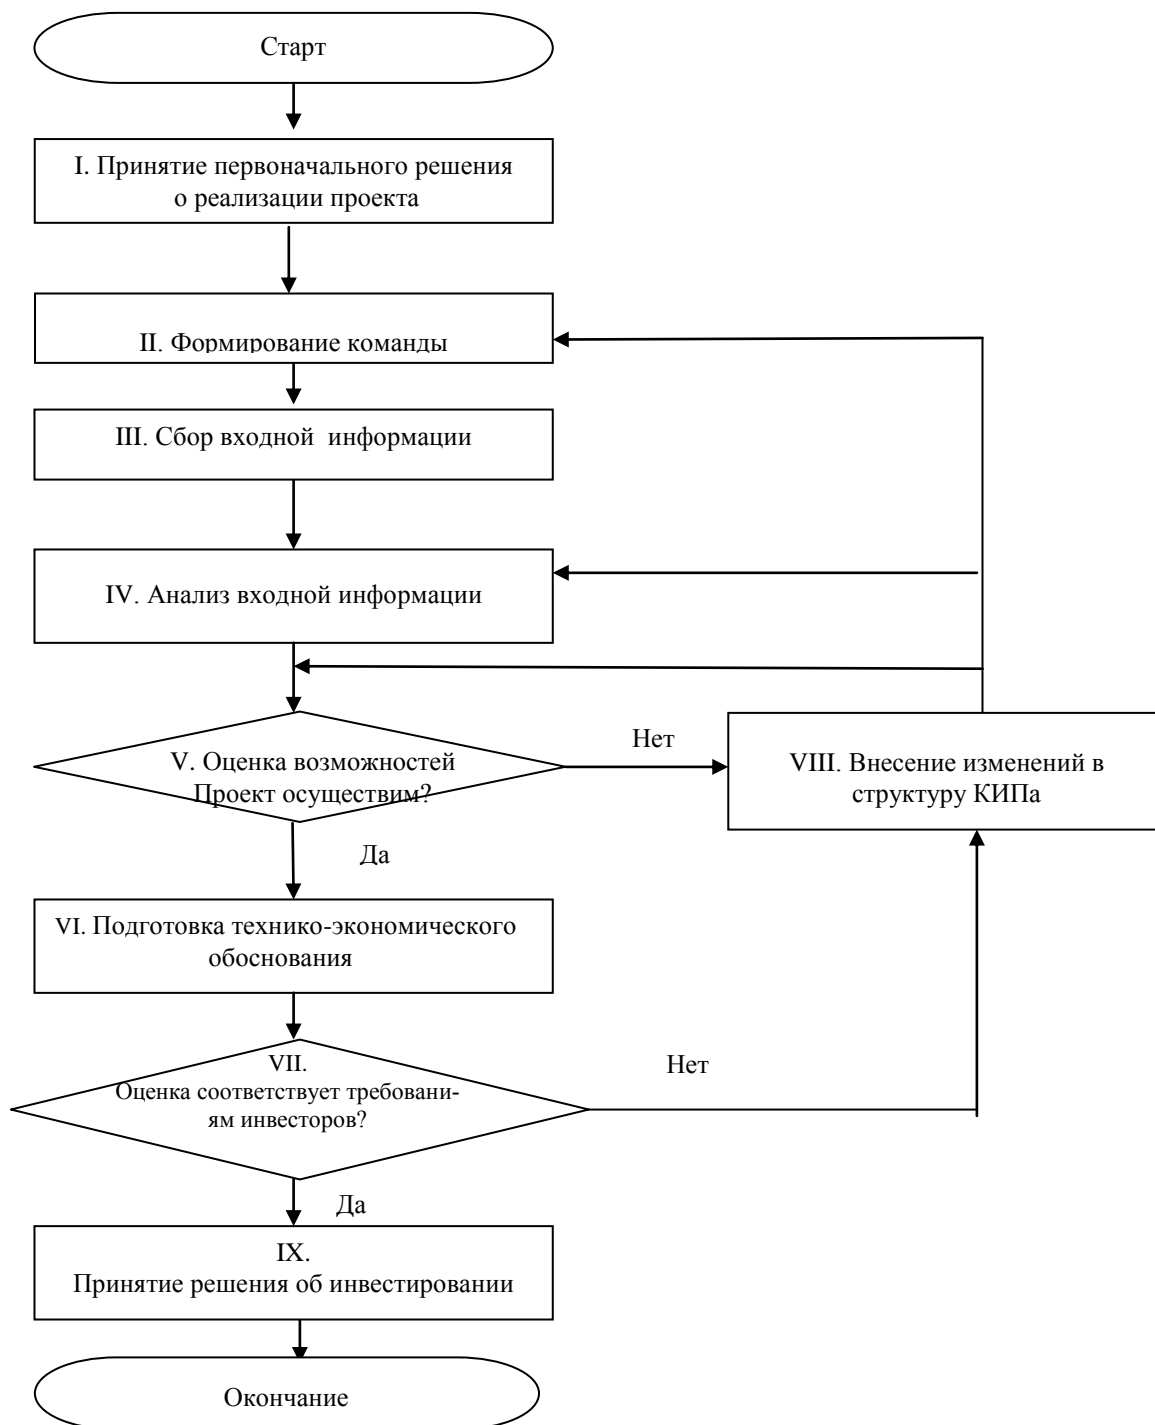 Старт
I. Принятие первоначального решения
о реализации проекта
II. Формирование команды
III. Сбор входной информации
IV. Анализ входной информации
Нет
V. Оценка возможностей
Проект осуществим?
VIII. Внесение изменений в
структуру КИПа
Да
VI. Подготовка технико-экономического
обоснования
VII.
Оценка соответствует требовани-
ям инвесторов?
Нет
Да
IX.
Принятие решения об инвестировании
Окончание